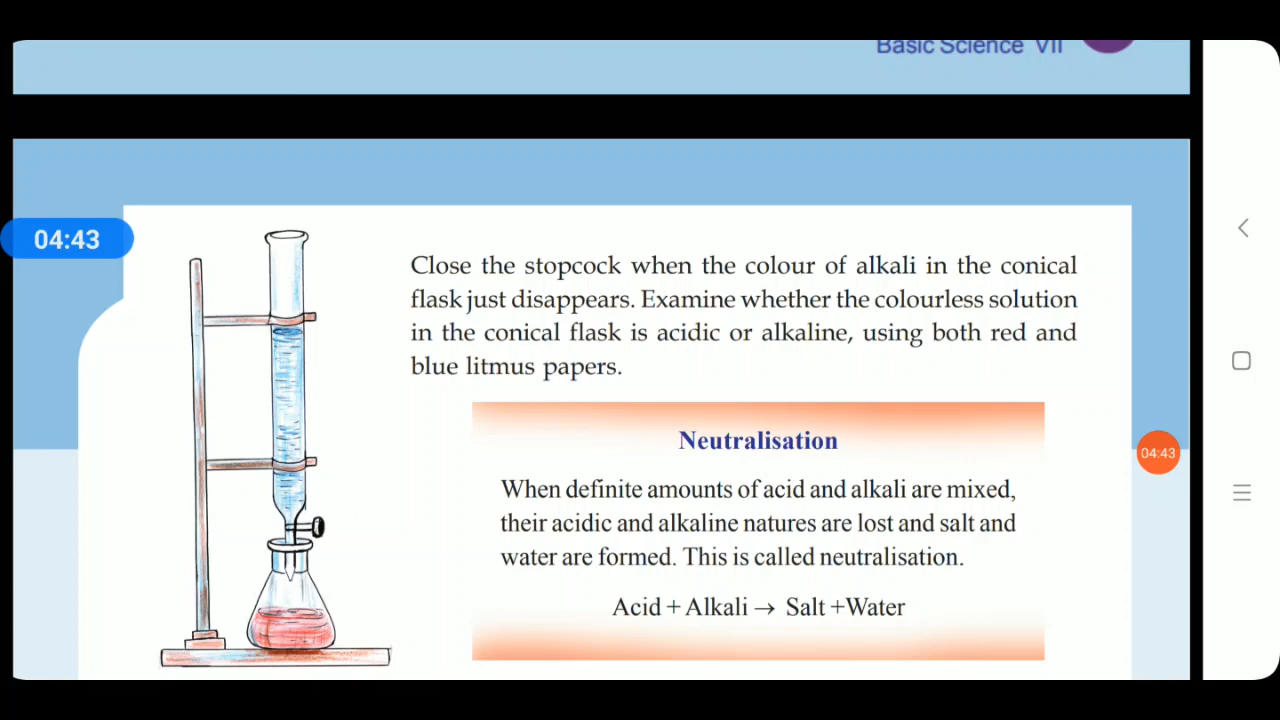 Basic Science VII
04:43
Close the stopcock when the colour of alkali in the conical
flask just disappears. Examine whether the colourless solution
in the conical flask is acidic or alkaline, using both red and
blue litmus papers.
04:43
Neutralisation
When definite amounts of acid and alkali are mixed,
their acidic and alkaline natures are lost and salt and
water are formed. This is called neutralisation.
Acid + Alkali → Salt +Water